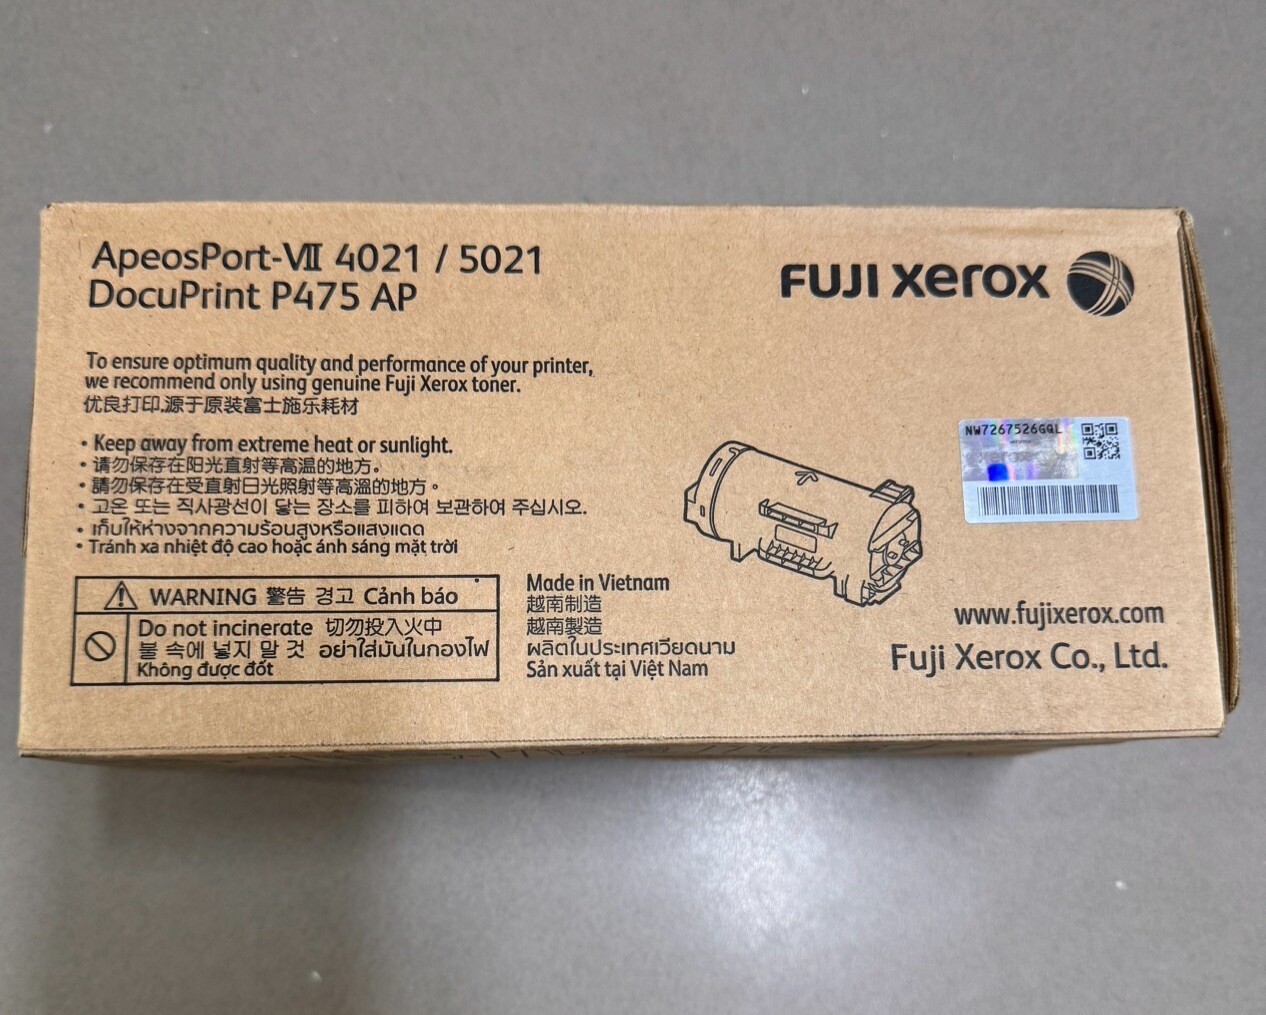 ApeosPort-VII 4021 / 5021
DocuPrint P475 AP
FUJI xerox
To ensure optimum quality and performance of your printer,
we recommend only using genuine Fuji Xerox toner.
优良打印,源于原装富士施乐耗材
• Keep away from extreme heat or sunlight.
• 请勿保存在阳光直射等高温的地方。
• 請勿保存在受直射日光照射等高溫的地方。
• 고온 또는 직사광선이 닿는 장소를 피하여 보관하여 주십시오.
• เก็บให้ห่างจากความร้อนสูงหรือแสงแดด
• Tránh xa nhiệt độ cao hoặc ánh sáng mặt trời
WARNING 警告 경고 Cảnh báo
Do not incinerate 切勿投入火中
불 속에 넣지 말 것 อย่าใส่มันในกองไฟ
Không được đốt
Made in Vietnam
越南制造
越南製造
ผลิตในประเทศเวียดนาม
Sản xuất tại Việt Nam
NW7267526GQL
www.fujixerox.com
Fuji Xerox Co., Ltd.